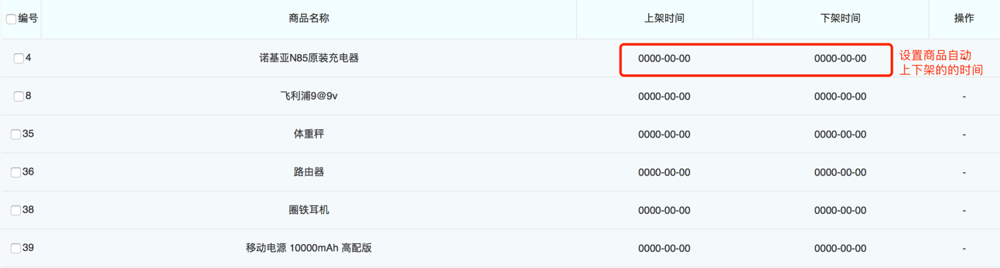 编号 商品名称 上架时间 下架时间 操作
4 诺基亚N85原装充电器 0000-00-00 0000-00-00 设置商品自动
上下架的的时间
8 飞利浦9@9v 0000-00-00 0000-00-00 -
35 体重秤 0000-00-00 0000-00-00 -
36 路由器 0000-00-00 0000-00-00 -
38 圈铁耳机 0000-00-00 0000-00-00 -
39 移动电源 10000mAh 高配版 0000-00-00 0000-00-00 -